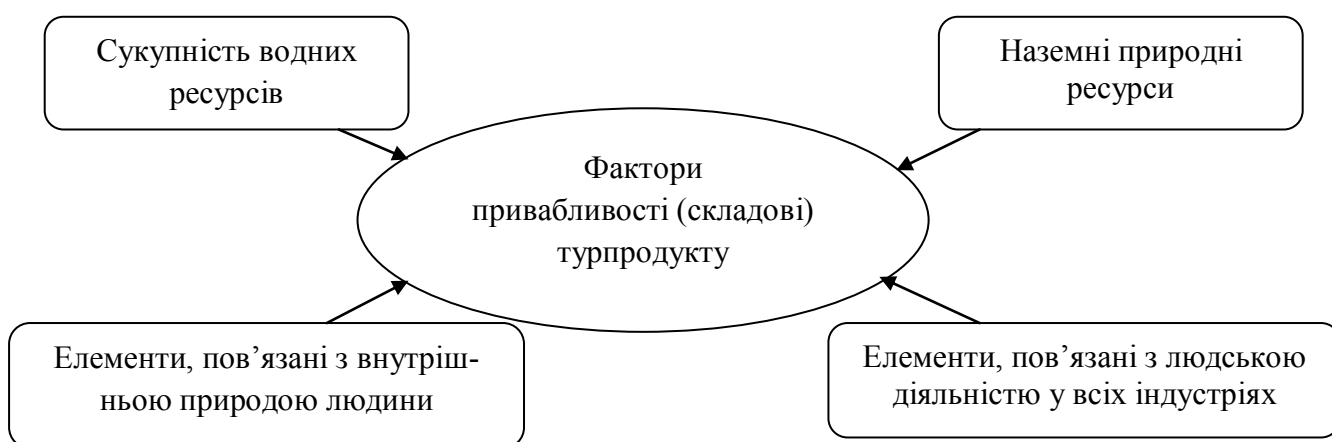 Сукупність водних
ресурсів
Наземні природні
ресурси
Фактори
привабливості (складові)
турпродукту
Елементи, пов’язані з внутріш-
ньою природою людини
Елементи, пов’язані з людською
діяльністю у всіх індустріях